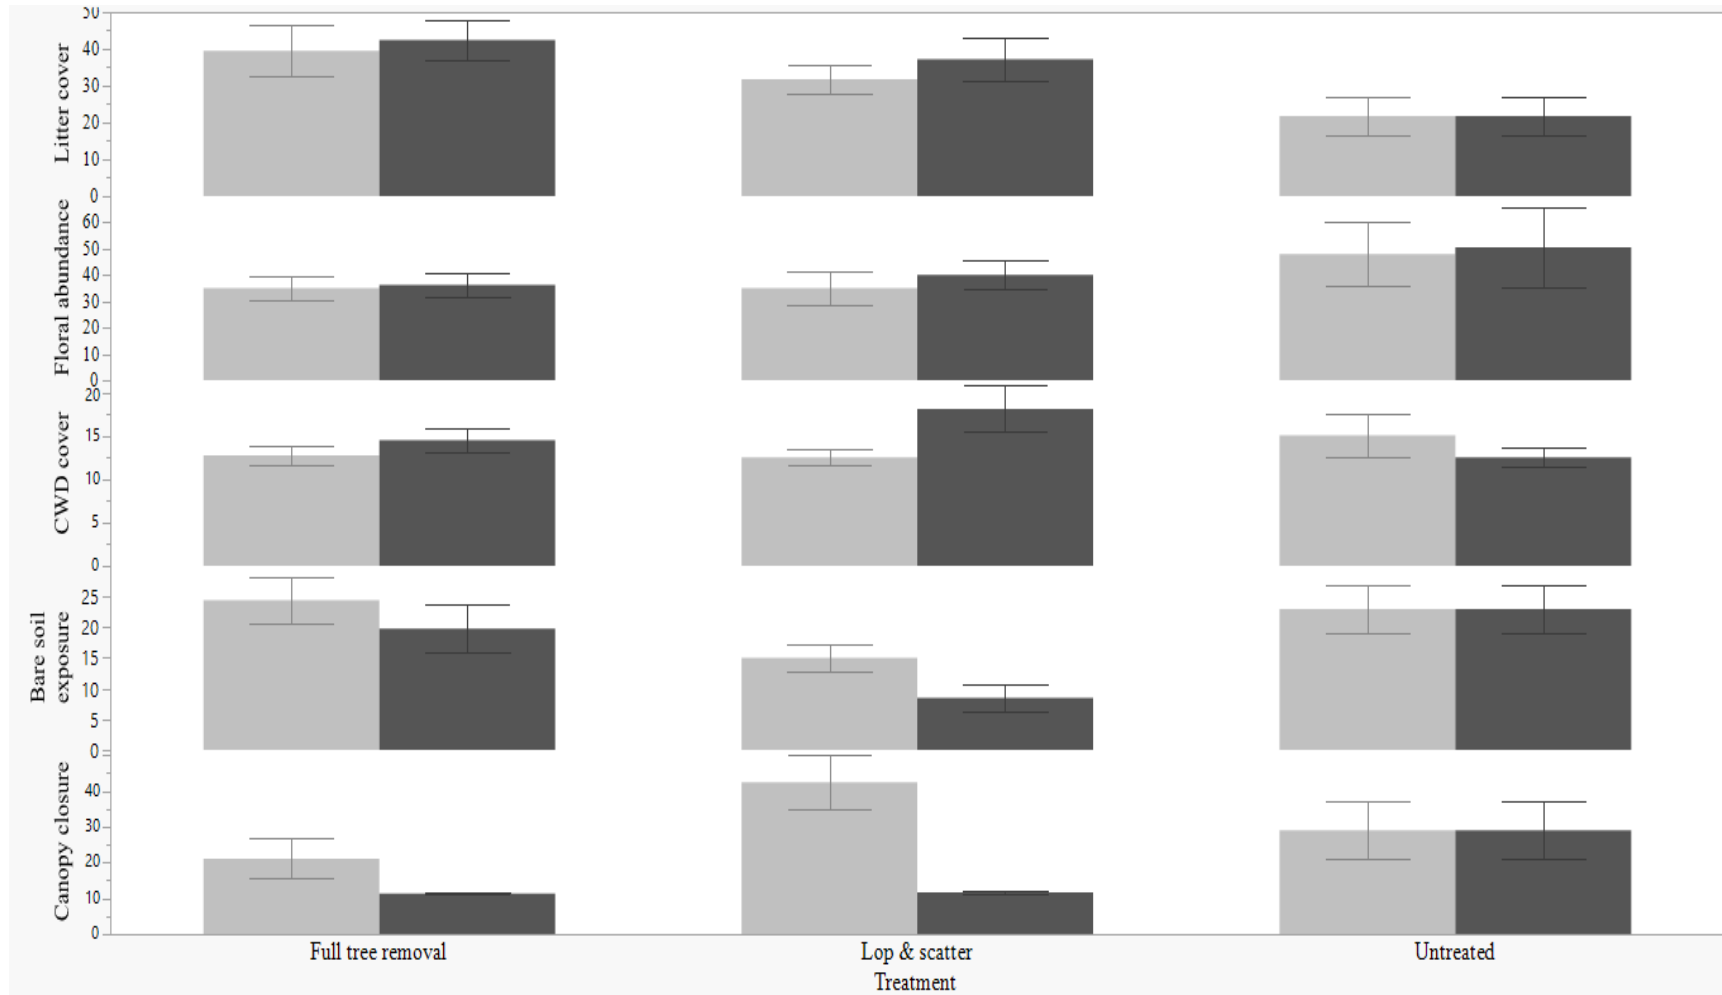 Litter cover
50
40
30
20
10
0
Floral abundance
60
50
40
30
20
10
0
CWD cover
20
15
10
5
0
Bare soil
exposure
25
20
15
10
5
0
Canopy closure
40
30
20
10
0
Full tree removal
Lop & scatter
Untreated
Treatment